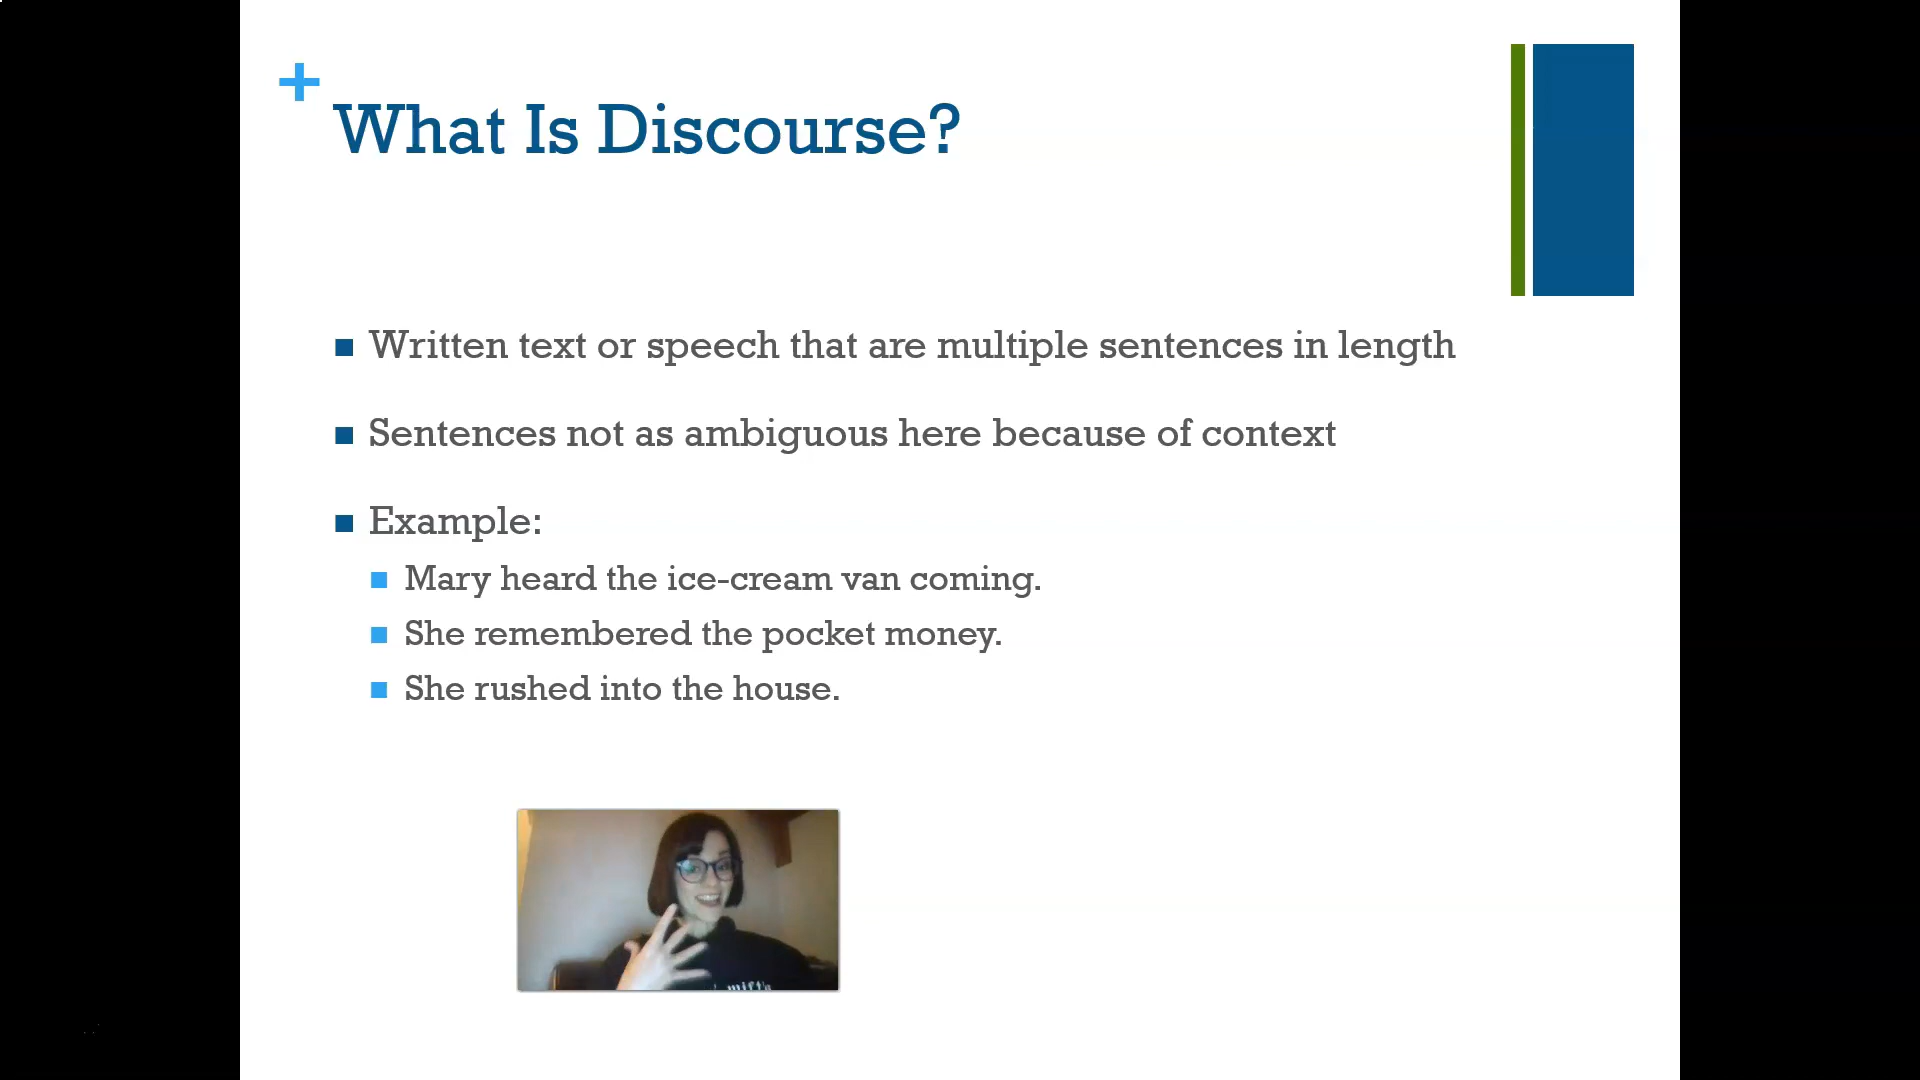 What Is Discourse?
Written text or speech that are multiple sentences in length
Sentences not as ambiguous here because of context
Example:
Mary heard the ice-cream van coming.
She remembered the pocket money.
She rushed into the house.